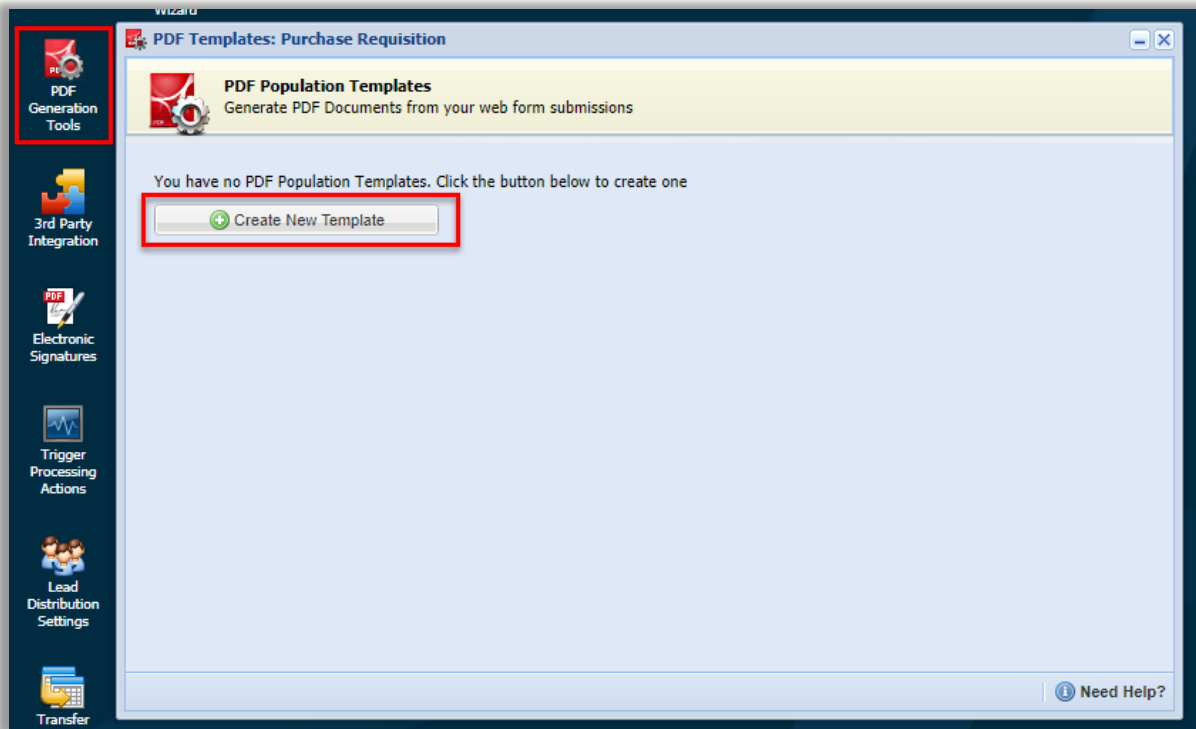 Wizard
PDF
Generation
Tools
3rd Party
Integration
PDF
Electronic
Signatures
Trigger
Processing
Actions
Lead
Distribution
Settings
Transfer
PDF Templates: Purchase Requisition
PDF Population Templates
Generate PDF Documents from your web form submissions
You have no PDF Population Templates. Click the button below to create one
Create New Template
Need Help?